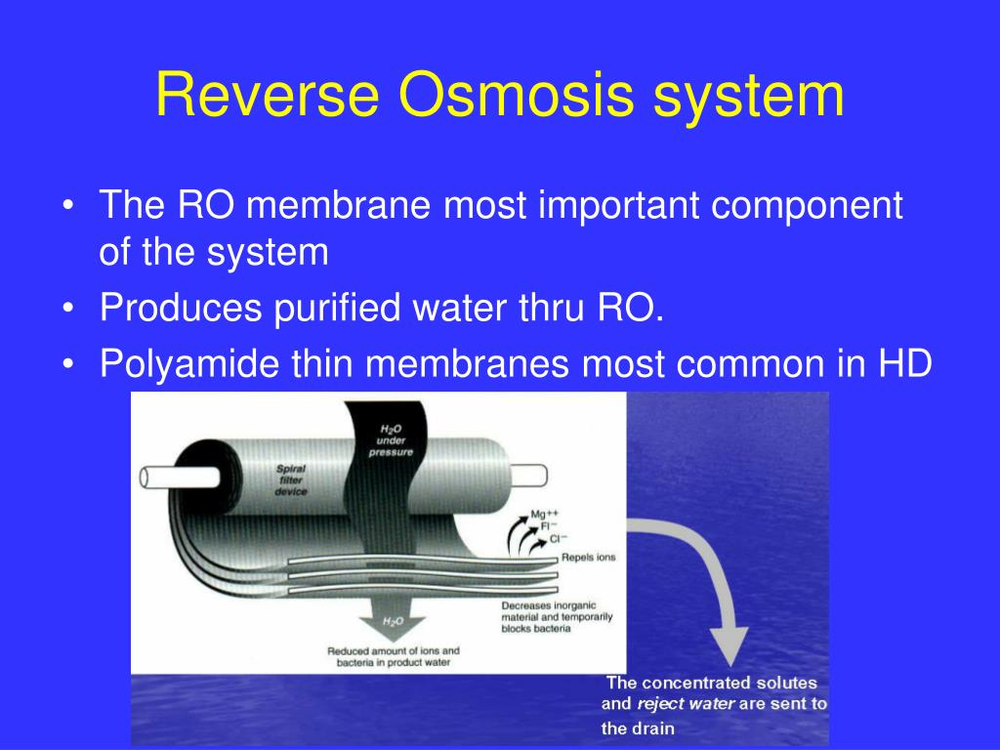 Reverse Osmosis system
• The RO membrane most important component
of the system
• Produces purified water thru RO.
• Polyamide thin membranes most common in HD
H₂O
under
pressure
Spiral
filter
device
Mg++
Fl−
Cl−
Repels ions
Decreases inorganic
material and temporarily
blocks bacteria
H₂O
Reduced amount of ions and
bacteria in product water
The concentrated solutes
and reject water are sent to
the drain